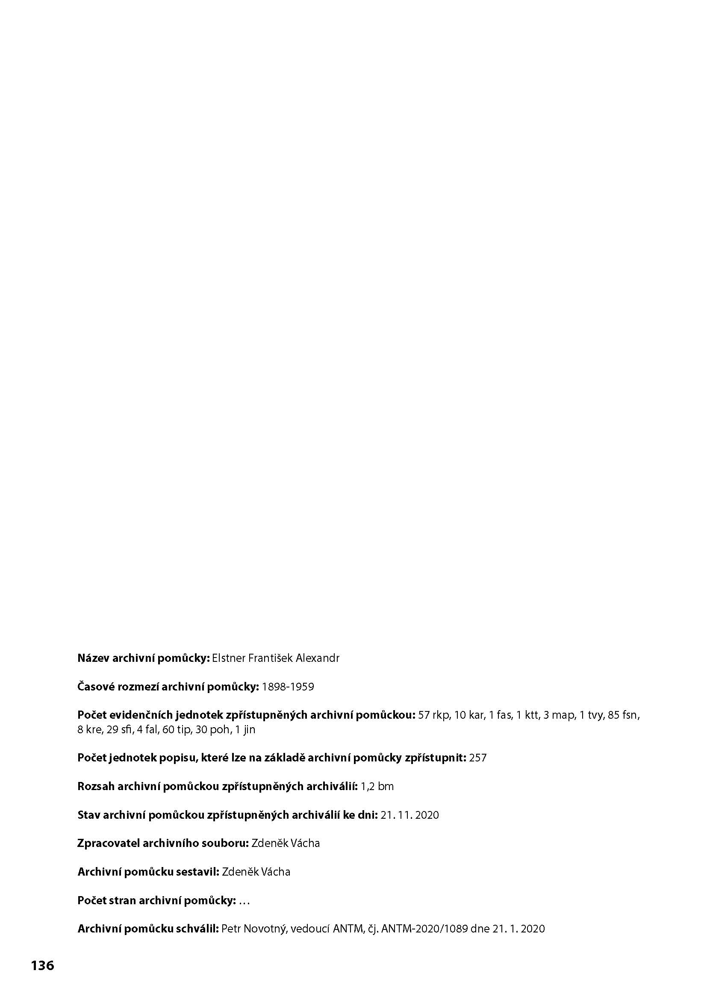 Název archivní pomůcky: Elstner František Alexandr
Časové rozmezí archivní pomůcky: 1898-1959
Počet evidenčních jednotek zpřístupněných archivní pomůckou: 57 rkp, 10 kar, 1 fas, 1 ktt, 3 map, 1 tvy, 85 fsn,
8 kre, 29 sfi, 4 fal, 60 tip, 30 poh, 1 jin
Počet jednotek popisu, které lze na základě archivní pomůcky zpřístupnit: 257
Rozsah archivní pomůckou zpřístupněných archiválií: 1,2 bm
Stav archivní pomůckou zpřístupněných archiválií ke dni: 21. 11. 2020
Zpracovatel archivního souboru: Zdeněk Vácha
Archivní pomůcku sestavil: Zdeněk Vácha
Počet stran archivní pomůcky: …
Archivní pomůcku schválil: Petr Novotný, vedoucí ANTM, čj. ANTM-2020/1089 dne 21. 1. 2020
136